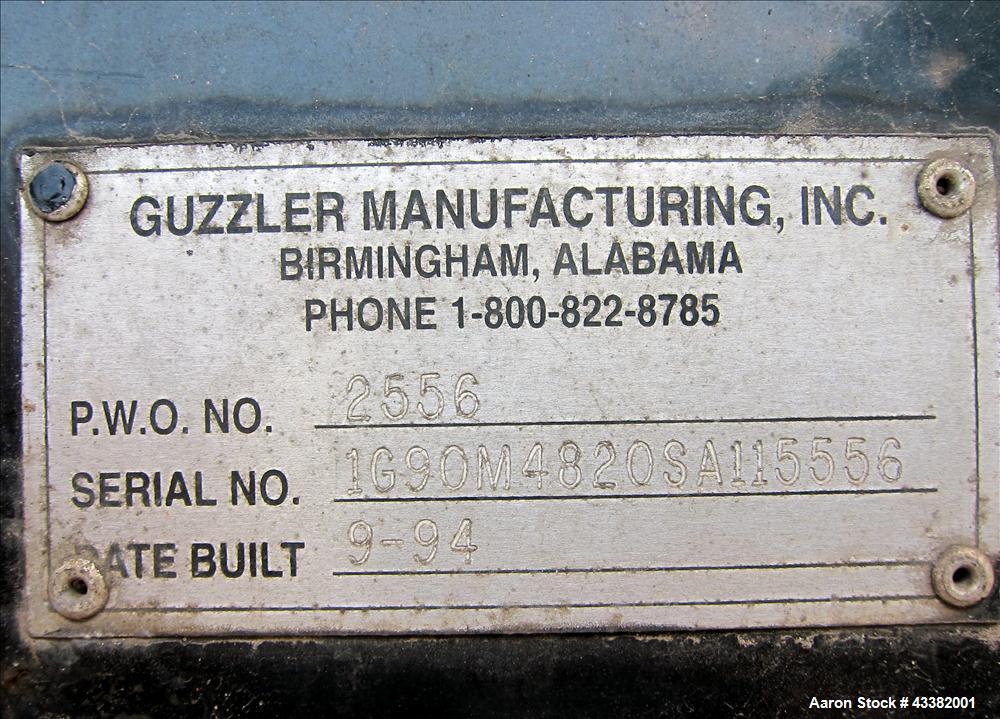 GUZZLER MANUFACTURING, INC.
BIRMINGHAM, ALABAMA
PHONE 1-800-822-8785
P.W.O. NO. 2556
SERIAL NO. 1G9OM4820SA115556
DATE BUILT 9-94
Aaron Stock # 43382001